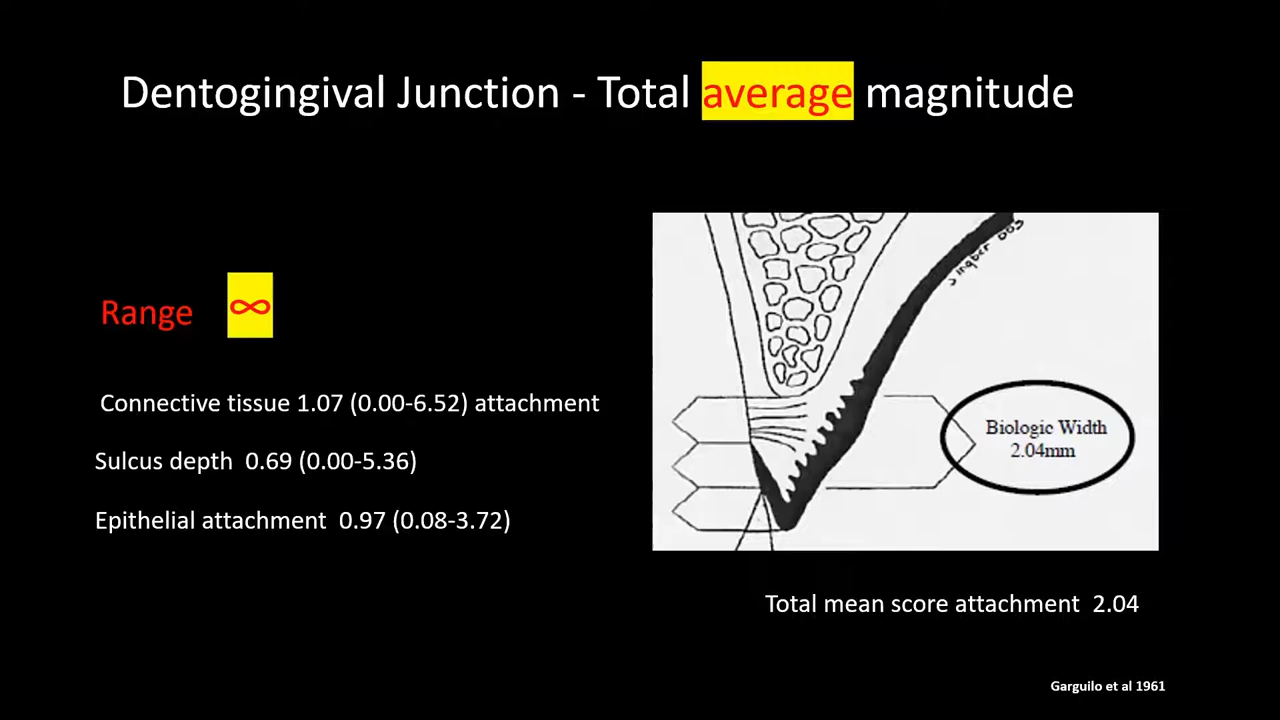 Dentogingival Junction - Total average magnitude
Range ∞
Connective tissue 1.07 (0.00-6.52) attachment
Sulcus depth 0.69 (0.00-5.36)
Epithelial attachment 0.97 (0.08-3.72)
Biologic Width
2.04mm
Total mean score attachment 2.04
Garguilo et al 1961